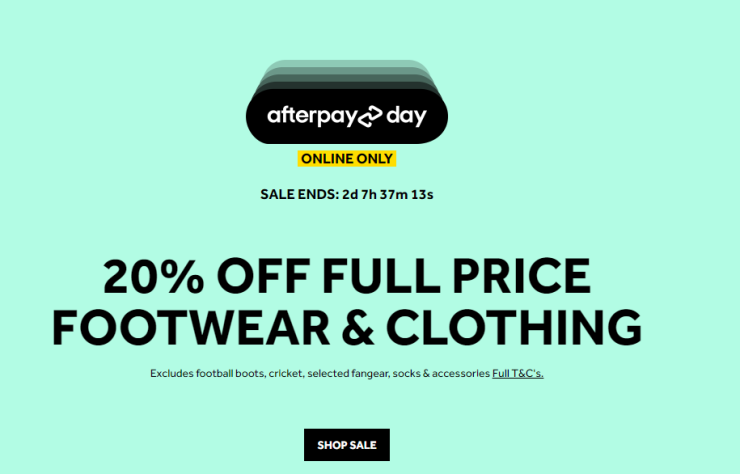 afterpay day
ONLINE ONLY
SALE ENDS: 2d 7h 37m 13s
20% OFF FULL PRICE
FOOTWEAR & CLOTHING
Excludes football boots, cricket, selected fangear, socks & accessories Full T&C's.
SHOP SALE